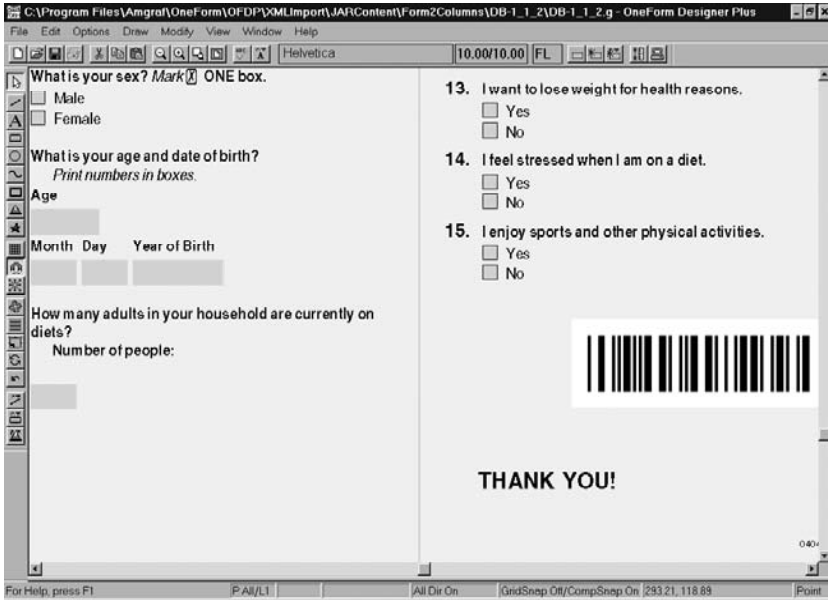 C:\Program Files\Amgraf\OneForm\OFDP\XMLImport\JARContent\Form2Columns\DB-1_1_2\DB-1_1_2.g - OneForm Designer Plus
File Edit Options Draw Modify View Window Help
Helvetica 10.00/10.00 FL
What is your sex? Mark X ONE box.
Male
Female
What is your age and date of birth?
Print numbers in boxes.
Age
Month Day Year of Birth
How many adults in your household are currently on
diets?
Number of people:
13. I want to lose weight for health reasons.
Yes
No
14. I feel stressed when I am on a diet.
Yes
No
15. I enjoy sports and other physical activities.
Yes
No
THANK YOU!
0404
For Help, press F1 P All/L1 All Dir On GridSnap Off/CompSnap On 293.21, 118.89 Point